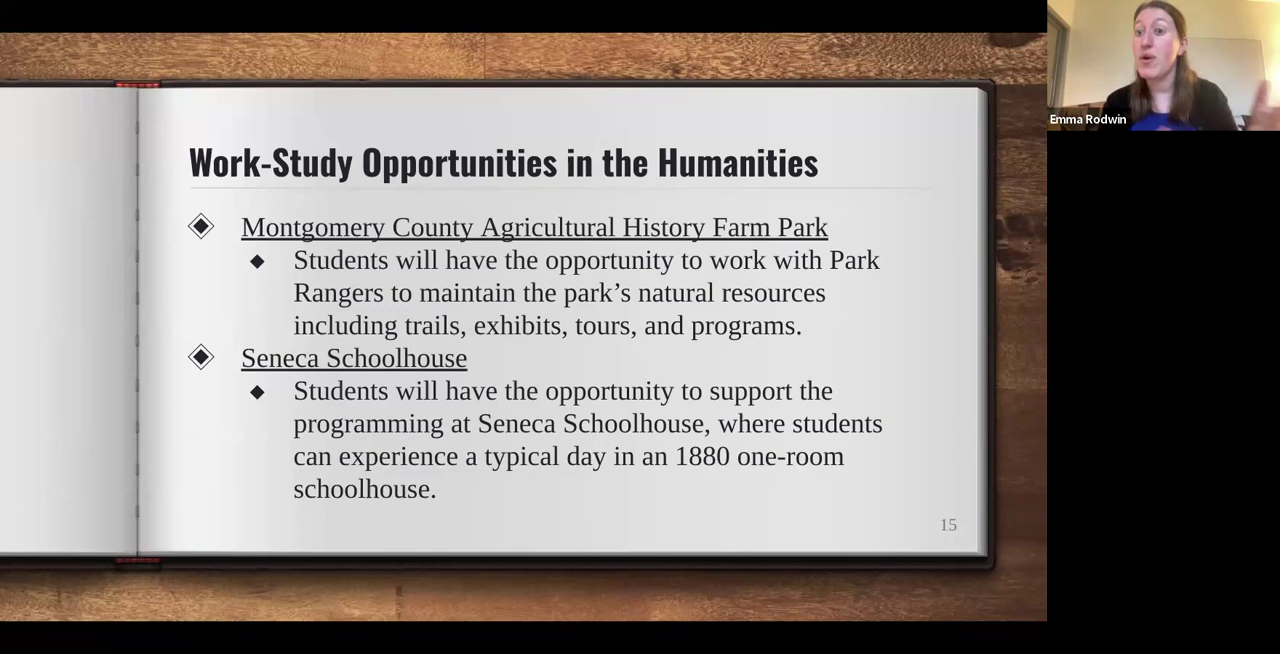 Work-Study Opportunities in the Humanities
Montgomery County Agricultural History Farm Park
Students will have the opportunity to work with Park
Rangers to maintain the park’s natural resources
including trails, exhibits, tours, and programs.
Seneca Schoolhouse
Students will have the opportunity to support the
programming at Seneca Schoolhouse, where students
can experience a typical day in an 1880 one-room
schoolhouse.
15
Emma Rodwin